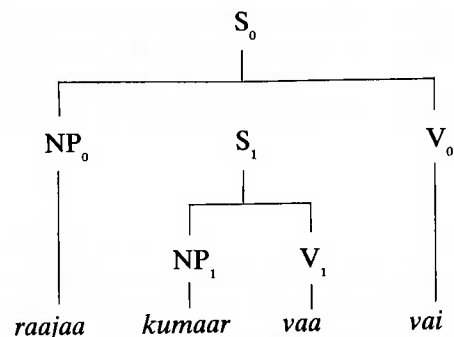 S₀
NP₀ S₁ V₀
NP₁ V₁
raajaa kumaar vaa vai